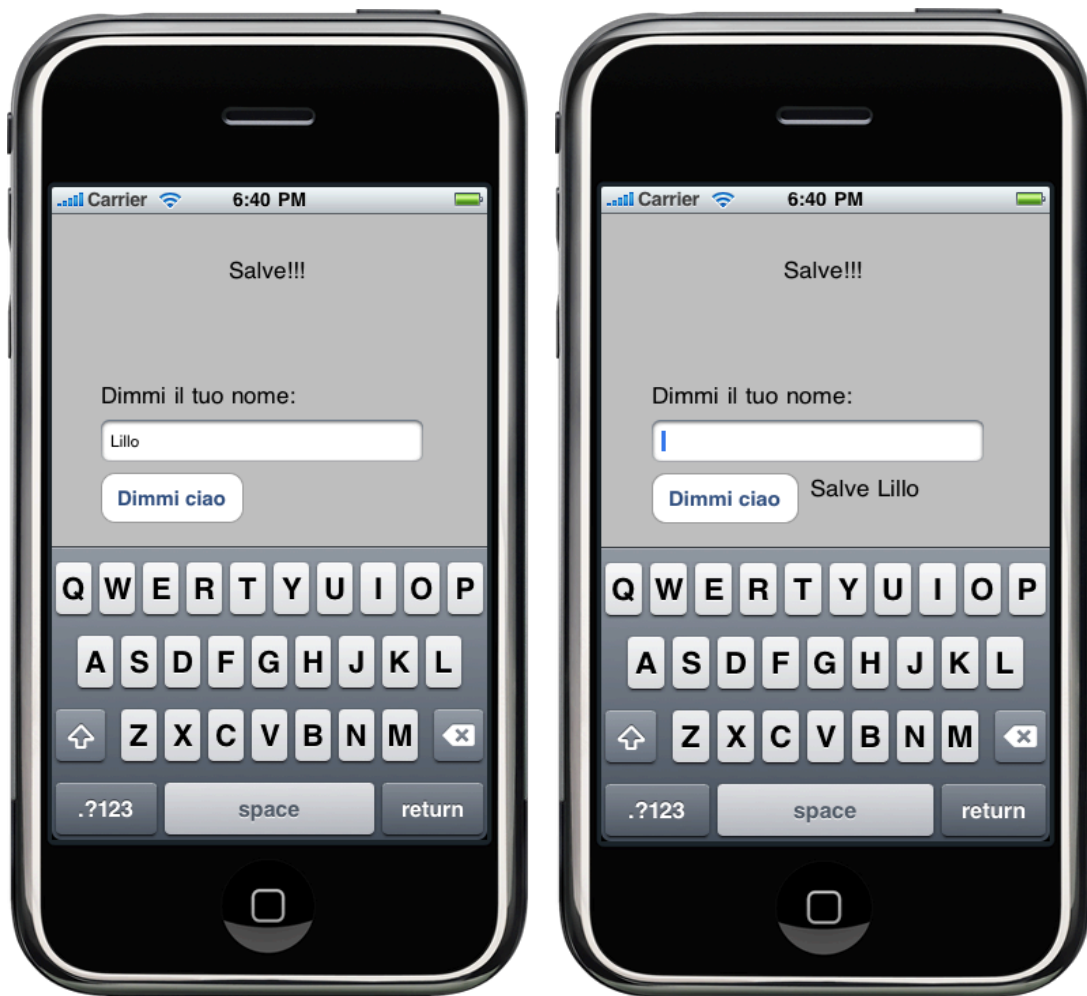 Carrier 6:40 PM
Salve!!!
Dimmi il tuo nome:
Lillo
Dimmi ciao
Q W E R T Y U I O P
A S D F G H J K L
Z X C V B N M
.?123 space return
Carrier 6:40 PM
Salve!!!
Dimmi il tuo nome:
Dimmi ciao Salve Lillo
Q W E R T Y U I O P
A S D F G H J K L
Z X C V B N M
.?123 space return